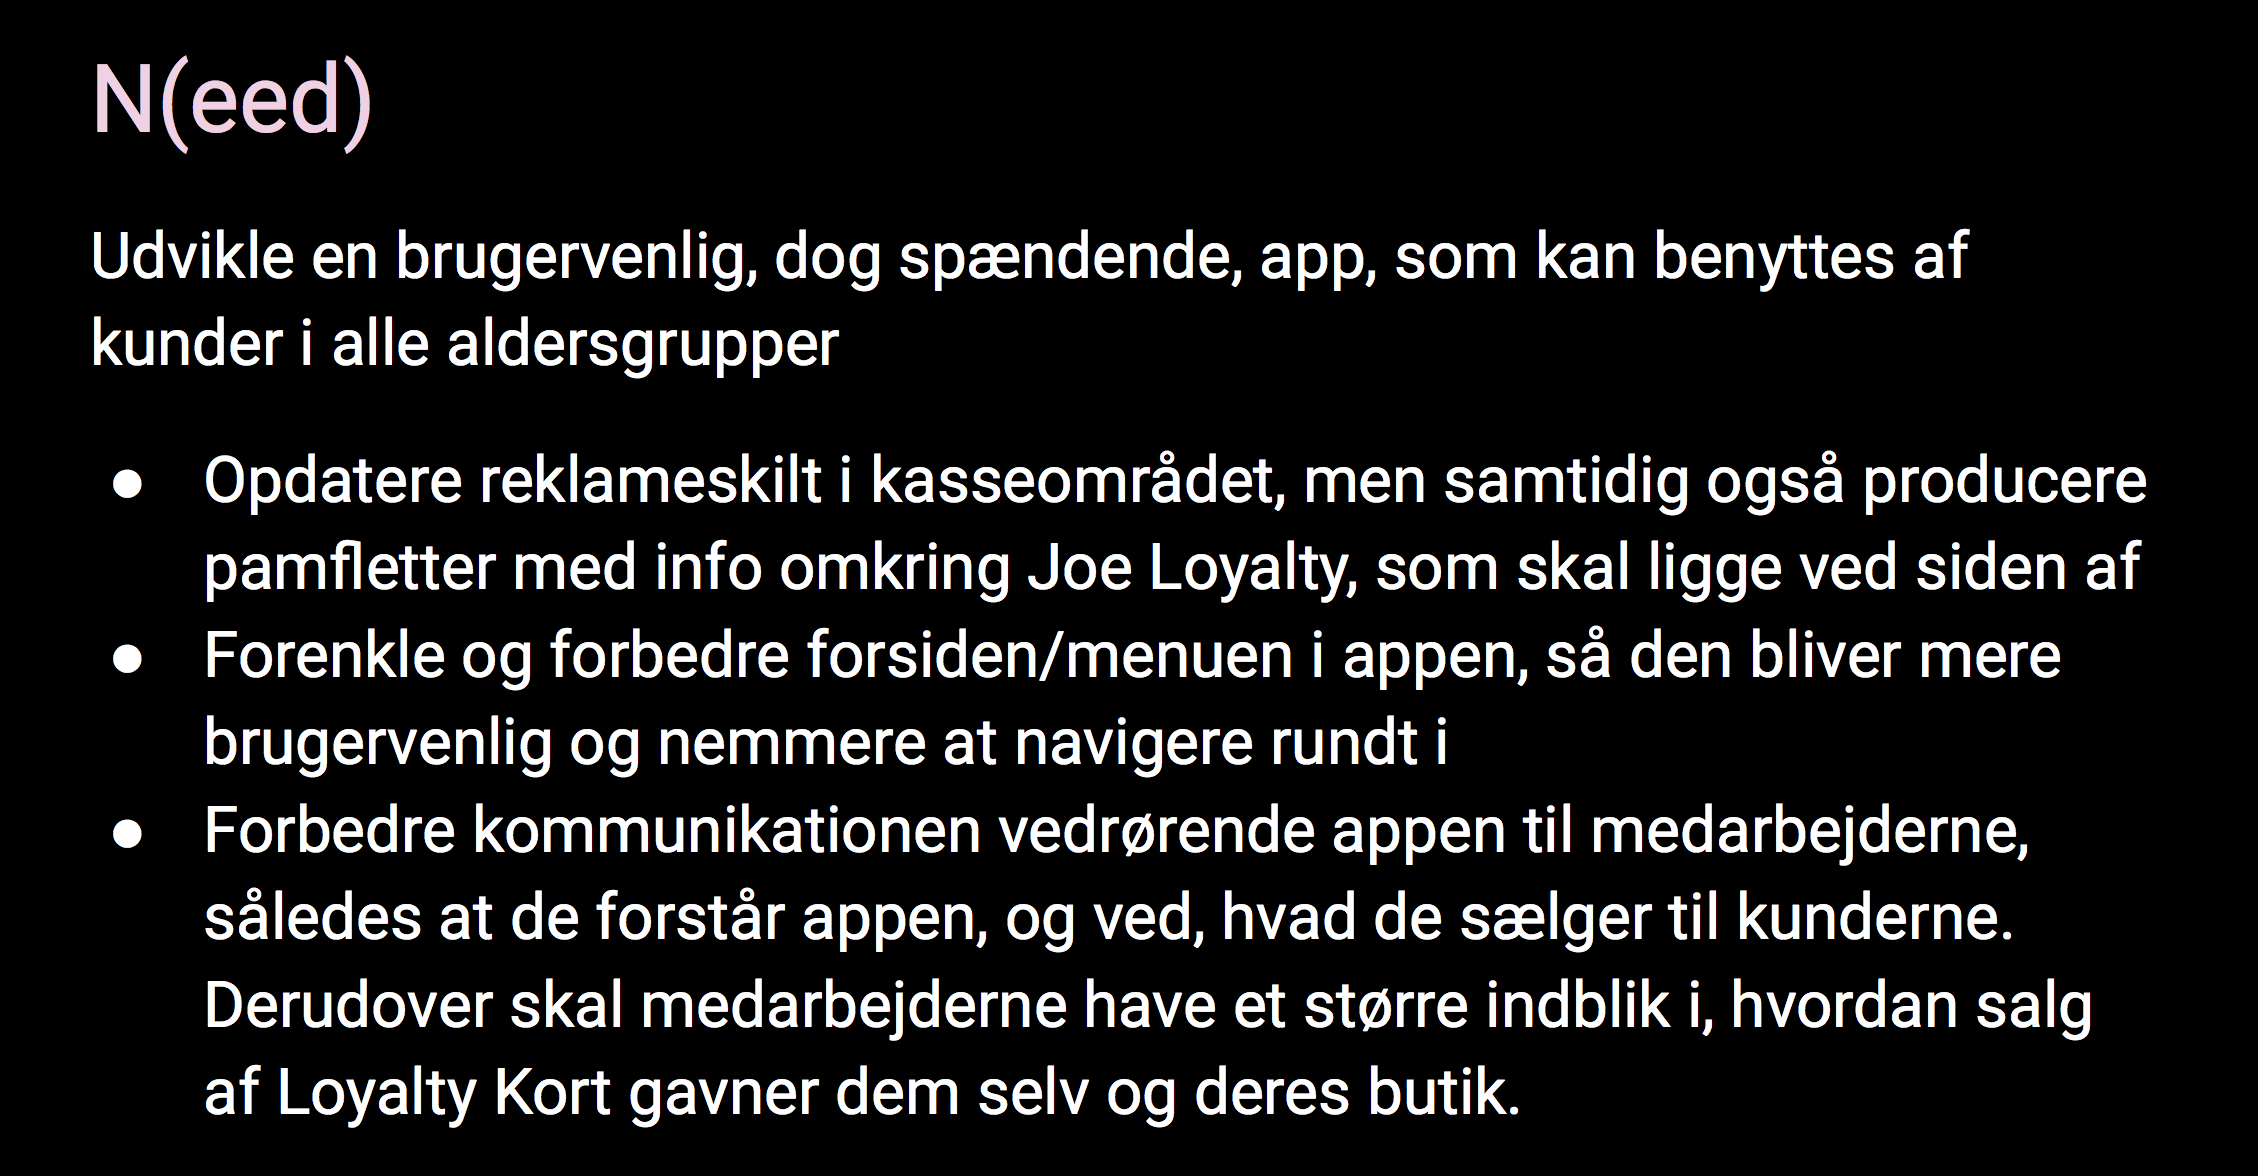 N(eed)
Udvikle en brugervenlig, dog spændende, app, som kan benyttes af
kunder i alle aldersgrupper
● Opdatere reklameskilt i kasseområdet, men samtidig også producere
pamfletter med info omkring Joe Loyalty, som skal ligge ved siden af
● Forenkle og forbedre forsiden/menuen i appen, så den bliver mere
brugervenlig og nemmere at navigere rundt i
● Forbedre kommunikationen vedrørende appen til medarbejderne,
således at de forstår appen, og ved, hvad de sælger til kunderne.
Derudover skal medarbejderne have et større indblik i, hvordan salg
af Loyalty Kort gavner dem selv og deres butik.